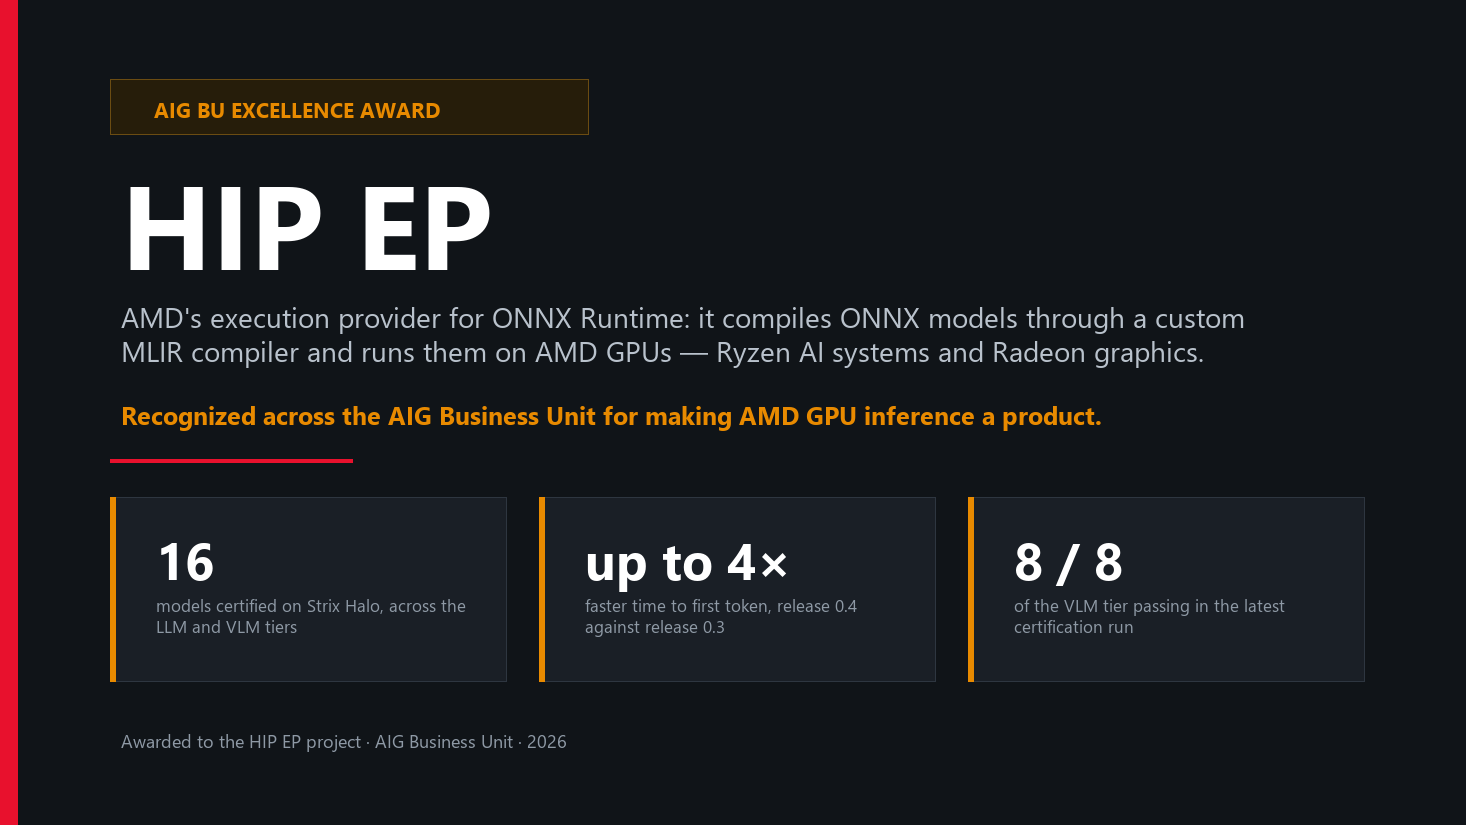 AIG BU EXCELLENCE AWARD
HIP EP
AMD's execution provider for ONNX Runtime: it compiles ONNX models through a custom
MLIR compiler and runs them on AMD GPUs — Ryzen AI systems and Radeon graphics.
Recognized across the AIG Business Unit for making AMD GPU inference a product.
16
models certified on Strix Halo, across the
LLM and VLM tiers
up to 4×
faster time to first token, release 0.4
against release 0.3
8 / 8
of the VLM tier passing in the latest
certification run
Awarded to the HIP EP project · AIG Business Unit · 2026